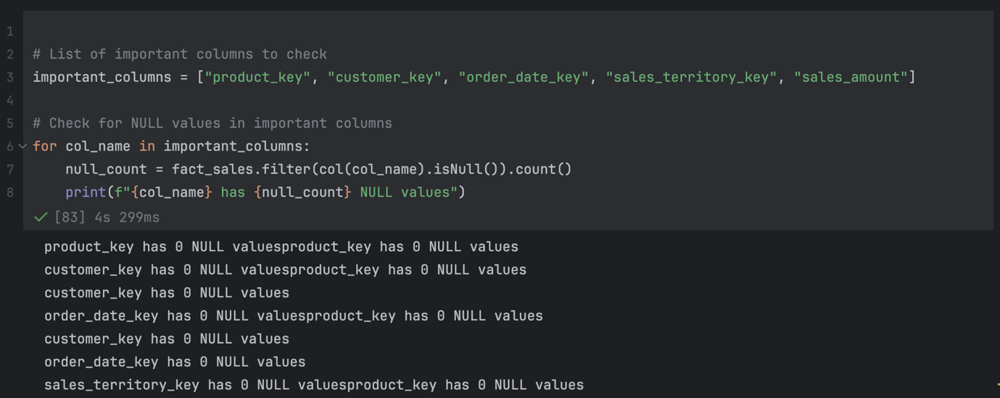 1
2 # List of important columns to check
3 important_columns = ["product_key", "customer_key", "order_date_key", "sales_territory_key", "sales_amount"]
4
5 # Check for NULL values in important columns
6 for col_name in important_columns:
7     null_count = fact_sales.filter(col(col_name).isNull()).count()
8     print(f"{col_name} has {null_count} NULL values")
[83] 4s 299ms
product_key has 0 NULL valuesproduct_key has 0 NULL values
customer_key has 0 NULL valuesproduct_key has 0 NULL values
customer_key has 0 NULL values
order_date_key has 0 NULL valuesproduct_key has 0 NULL values
customer_key has 0 NULL values
order_date_key has 0 NULL values
sales_territory_key has 0 NULL valuesproduct_key has 0 NULL values